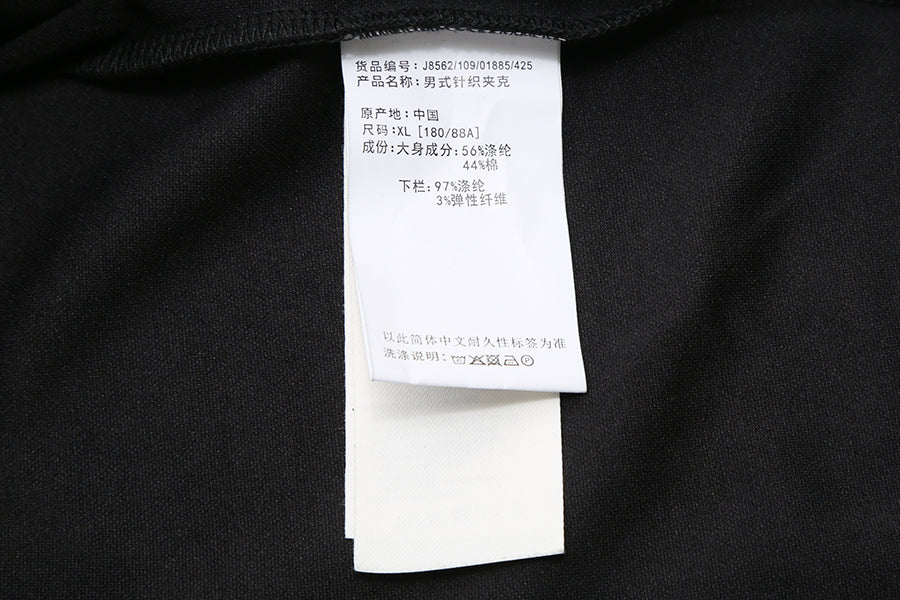 货品编号: J8562/109/01885/425
产品名称: 男式针织夹克
原产地: 中国
尺码: XL [180/88A]
成份: 大身成分: 56%涤纶
44%棉
下栏: 97%涤纶
3%弹性纤维
以此简体中文耐久性标签为准
洗涤说明: